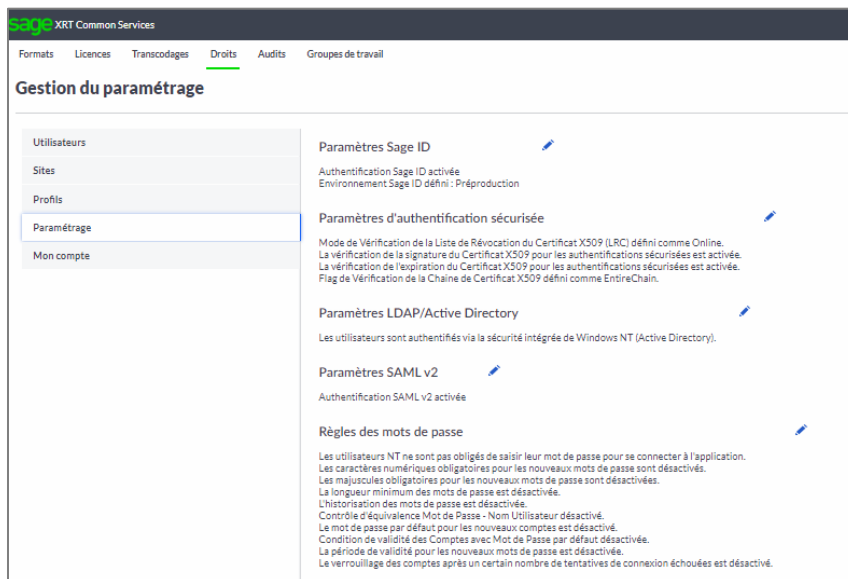 sage XRT Common Services
Formats Licences Transcodages Droits Audits Groupes de travail
Gestion du paramétrage
Utilisateurs
Sites
Profils
Paramétrage
Mon compte
Paramètres Sage ID
Authentification Sage ID activée
Environnement Sage ID défini : Préproduction
Paramètres d'authentification sécurisée
Mode de Vérification de la Liste de Révocation du Certificat X509 (LRC) défini comme Online.
La vérification de la signature du Certificat X509 pour les authentifications sécurisées est activée.
La vérification de l'expiration du Certificat X509 pour les authentifications sécurisées est activée.
Flag de Vérification de la Chaine de Certificat X509 défini comme EntireChain.
Paramètres LDAP/Active Directory
Les utilisateurs sont authentifiés via la sécurité intégrée de Windows NT (Active Directory).
Paramètres SAML v2
Authentification SAML v2 activée
Règles des mots de passe
Les utilisateurs NT ne sont pas obligés de saisir leur mot de passe pour se connecter à l'application.
Les caractères numériques obligatoires pour les nouveaux mots de passe sont désactivés.
Les majuscules obligatoires pour les nouveaux mots de passe sont désactivées.
La longueur minimum des mots de passe est désactivée.
L'historisation des mots de passe est désactivée.
Contrôle d'équivalence Mot de Passe - Nom Utilisateur désactivé.
Le mot de passe par défaut pour les nouveaux comptes est désactivé.
Condition de validité des Comptes avec Mot de Passe par défaut désactivée.
La période de validité pour les nouveaux mots de passe est désactivée.
Le verrouillage des comptes après un certain nombre de tentatives de connexion échouées est désactivé.